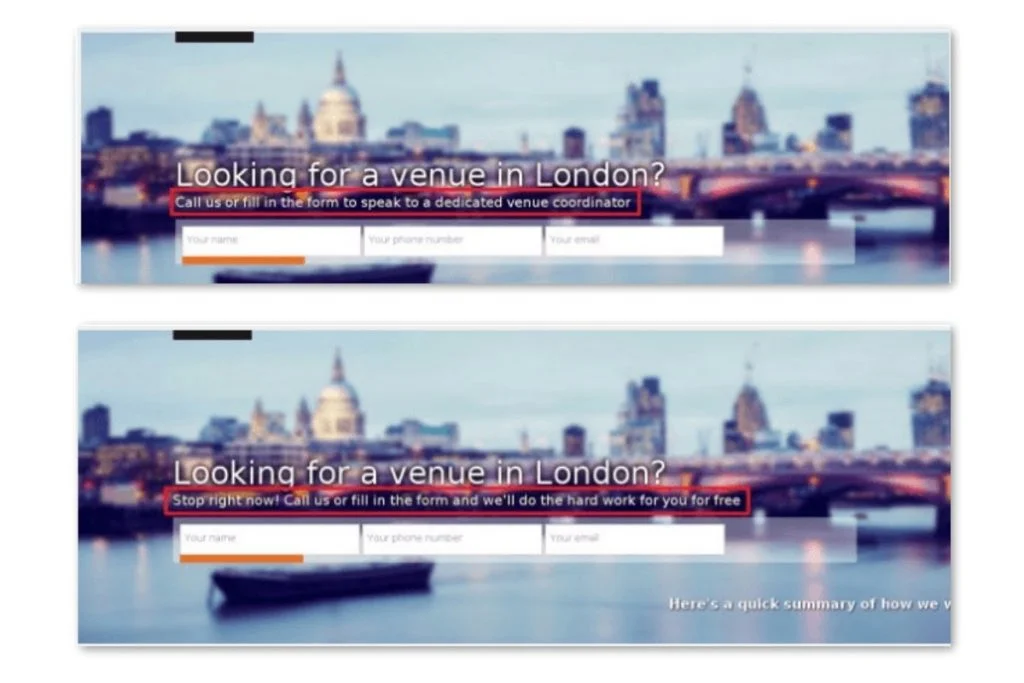 Looking for a venue in London?
Call us or fill in the form to speak to a dedicated venue coordinator
Your name Your phone number Your email
Looking for a venue in London?
Stop right now! Call us or fill in the form and we'll do the hard work for you for free
Your name Your phone number Your email
Here's a quick summary of how we